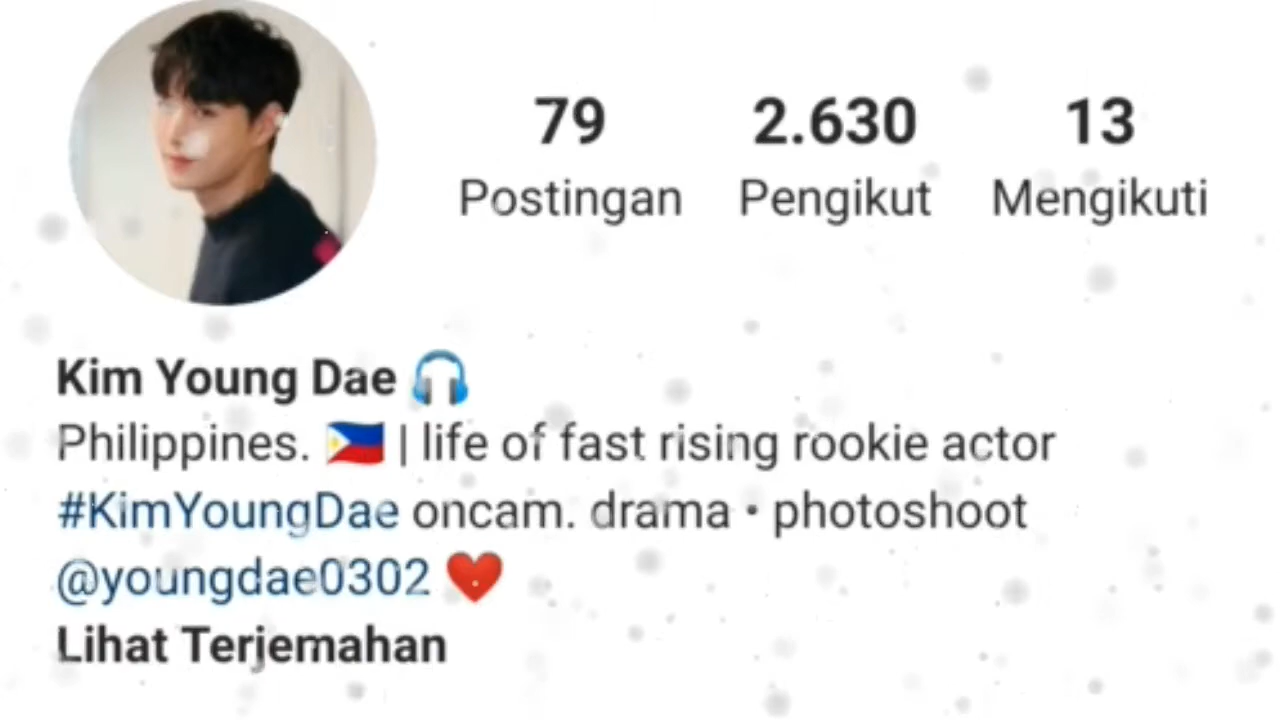 79 2.630 13
Postingan Pengikut Mengikuti
Kim Young Dae 🎧
Philippines. 🇵🇭 | life of fast rising rookie actor
#KimYoungDae oncam. drama • photoshoot
@youngdae0302 ❤️
Lihat Terjemahan